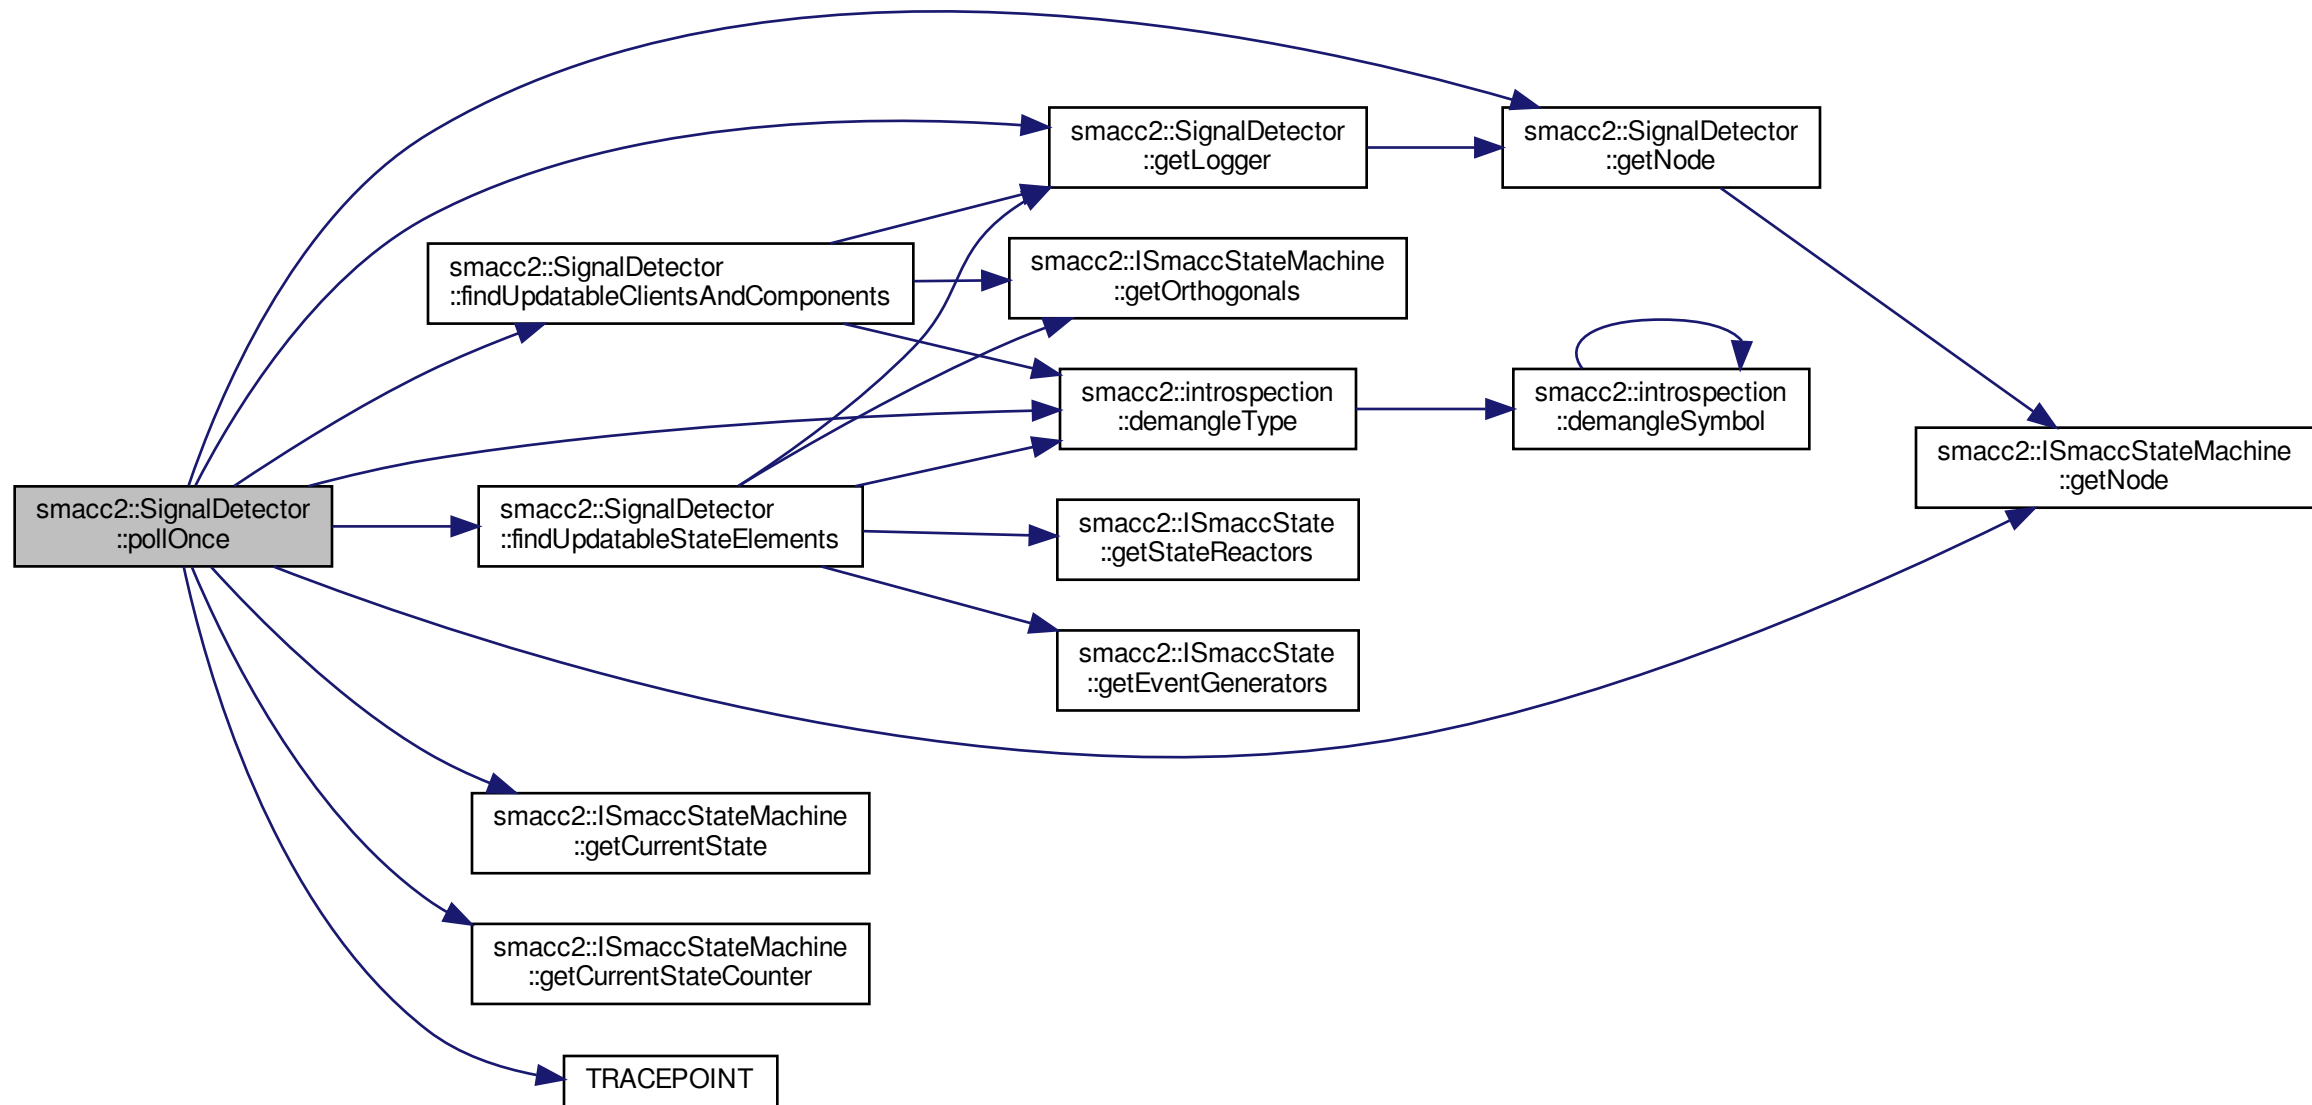 smacc2::SignalDetector
::getLogger
smacc2::SignalDetector
::getNode
smacc2::SignalDetector
::findUpdatableClientsAndComponents
smacc2::ISmaccStateMachine
::getOrthogonals
smacc2::introspection
::demangleType
smacc2::introspection
::demangleSymbol
smacc2::ISmaccStateMachine
::getNode
smacc2::SignalDetector
::pollOnce
smacc2::SignalDetector
::findUpdatableStateElements
smacc2::ISmaccState
::getStateReactors
smacc2::ISmaccState
::getEventGenerators
smacc2::ISmaccStateMachine
::getCurrentState
smacc2::ISmaccStateMachine
::getCurrentStateCounter
TRACEPOINT